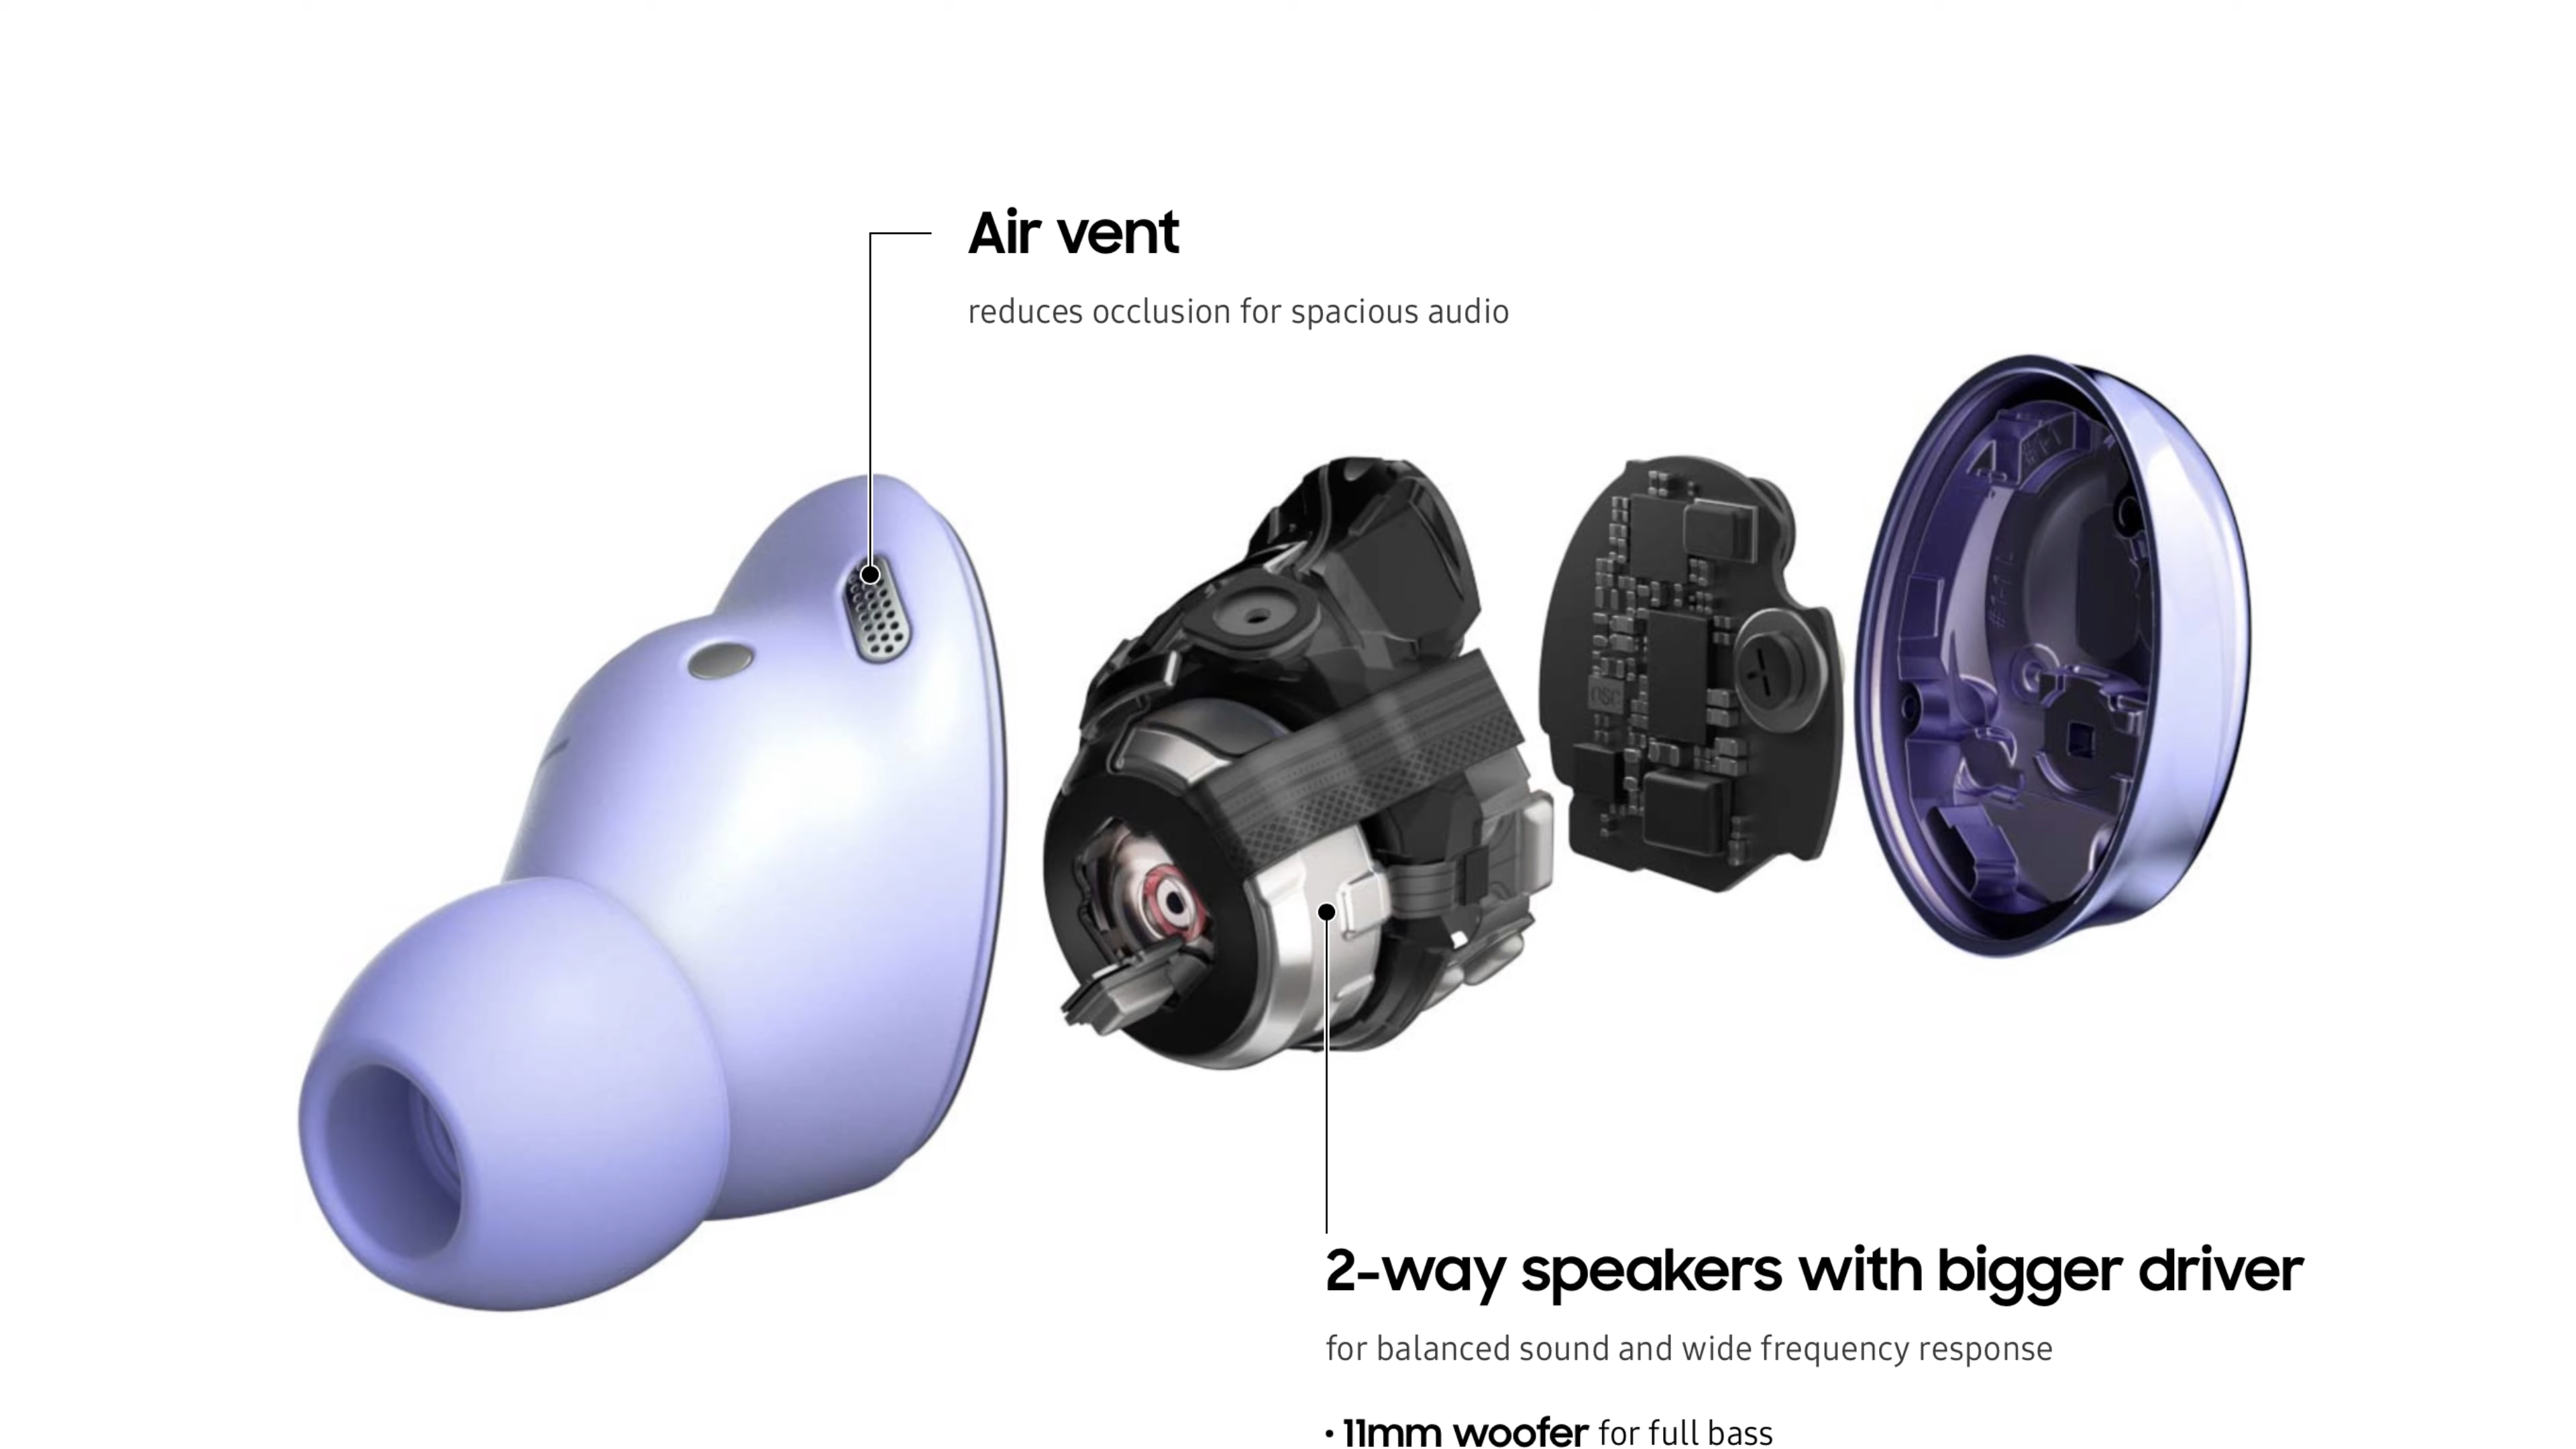 Air vent
reduces occlusion for spacious audio
2-way speakers with bigger driver
for balanced sound and wide frequency response
• 11mm woofer for full bass